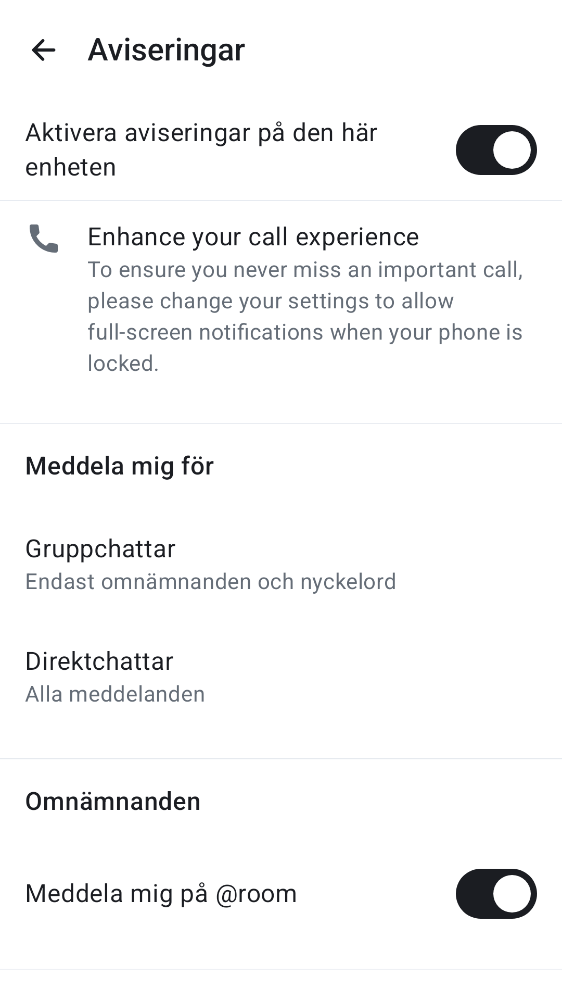 Aviseringar
Aktivera aviseringar på den här
enheten
Enhance your call experience
To ensure you never miss an important call,
please change your settings to allow
full-screen notifications when your phone is
locked.
Meddela mig för
Gruppchattar
Endast omnämnanden och nyckelord
Direktchattar
Alla meddelanden
Omnämnanden
Meddela mig på @room